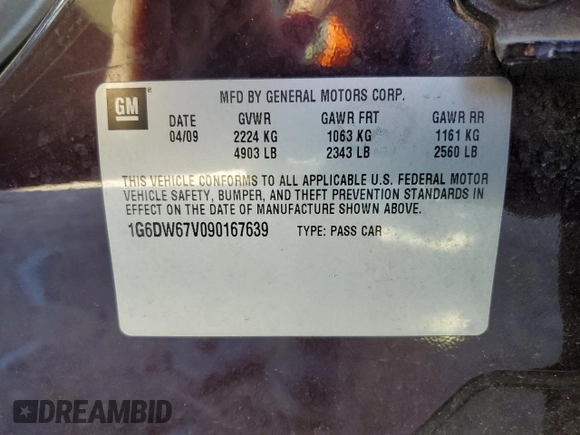 GM
MFD BY GENERAL MOTORS CORP.
DATE GVWR GAWR FRT GAWR RR
04/09 2224 KG 1063 KG 1161 KG
4903 LB 2343 LB 2560 LB
THIS VEHICLE CONFORMS TO ALL APPLICABLE U.S. FEDERAL MOTOR
VEHICLE SAFETY, BUMPER, AND THEFT PREVENTION STANDARDS IN
EFFECT ON THE DATE OF MANUFACTURE SHOWN ABOVE.
1G6DW67V090167639 TYPE: PASS CAR
DREAMBID